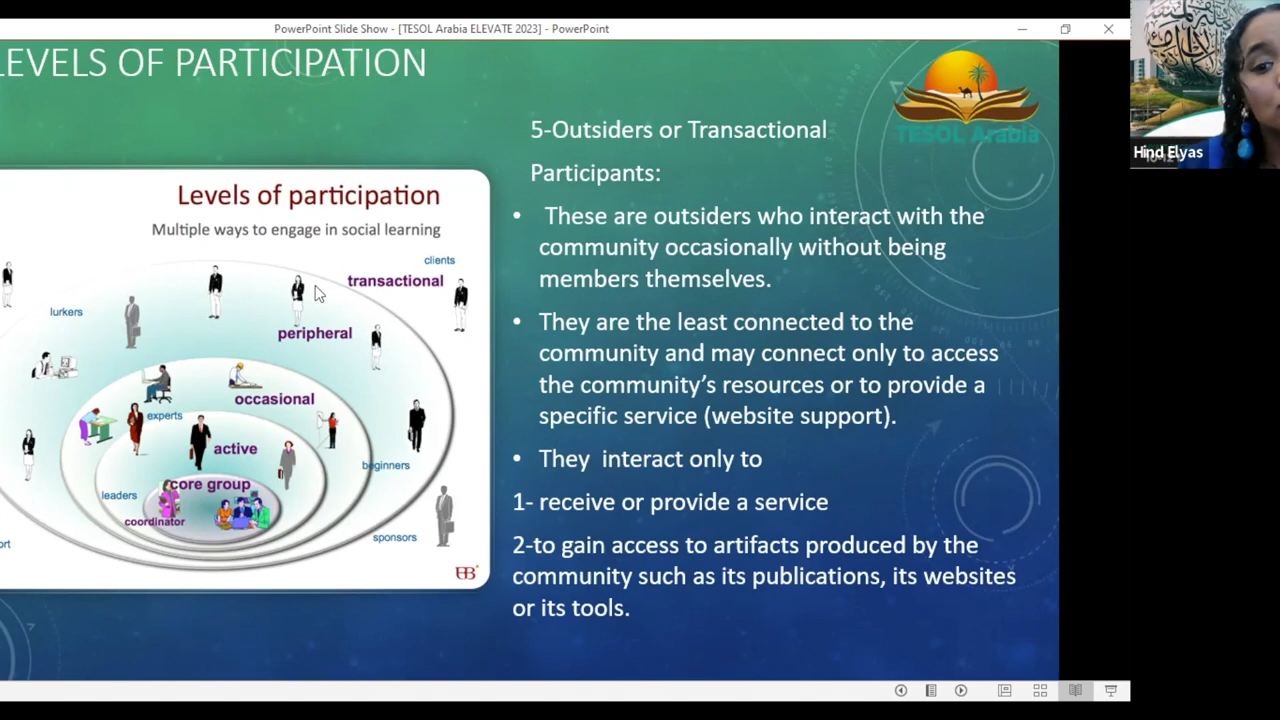 PowerPoint Slide Show - [TESOL Arabia ELEVATE 2023] - PowerPoint
LEVELS OF PARTICIPATION
TESOL Arabia
Hind Elyas
Levels of participation
Multiple ways to engage in social learning
clients
transactional
lurkers
peripheral
occasional
experts
active
beginners
core group
leaders
coordinator
sponsors
5-Outsiders or Transactional
Participants:
• These are outsiders who interact with the
community occasionally without being
members themselves.
• They are the least connected to the
community and may connect only to access
the community's resources or to provide a
specific service (website support).
• They interact only to
1- receive or provide a service
2-to gain access to artifacts produced by the
community such as its publications, its websites
or its tools.